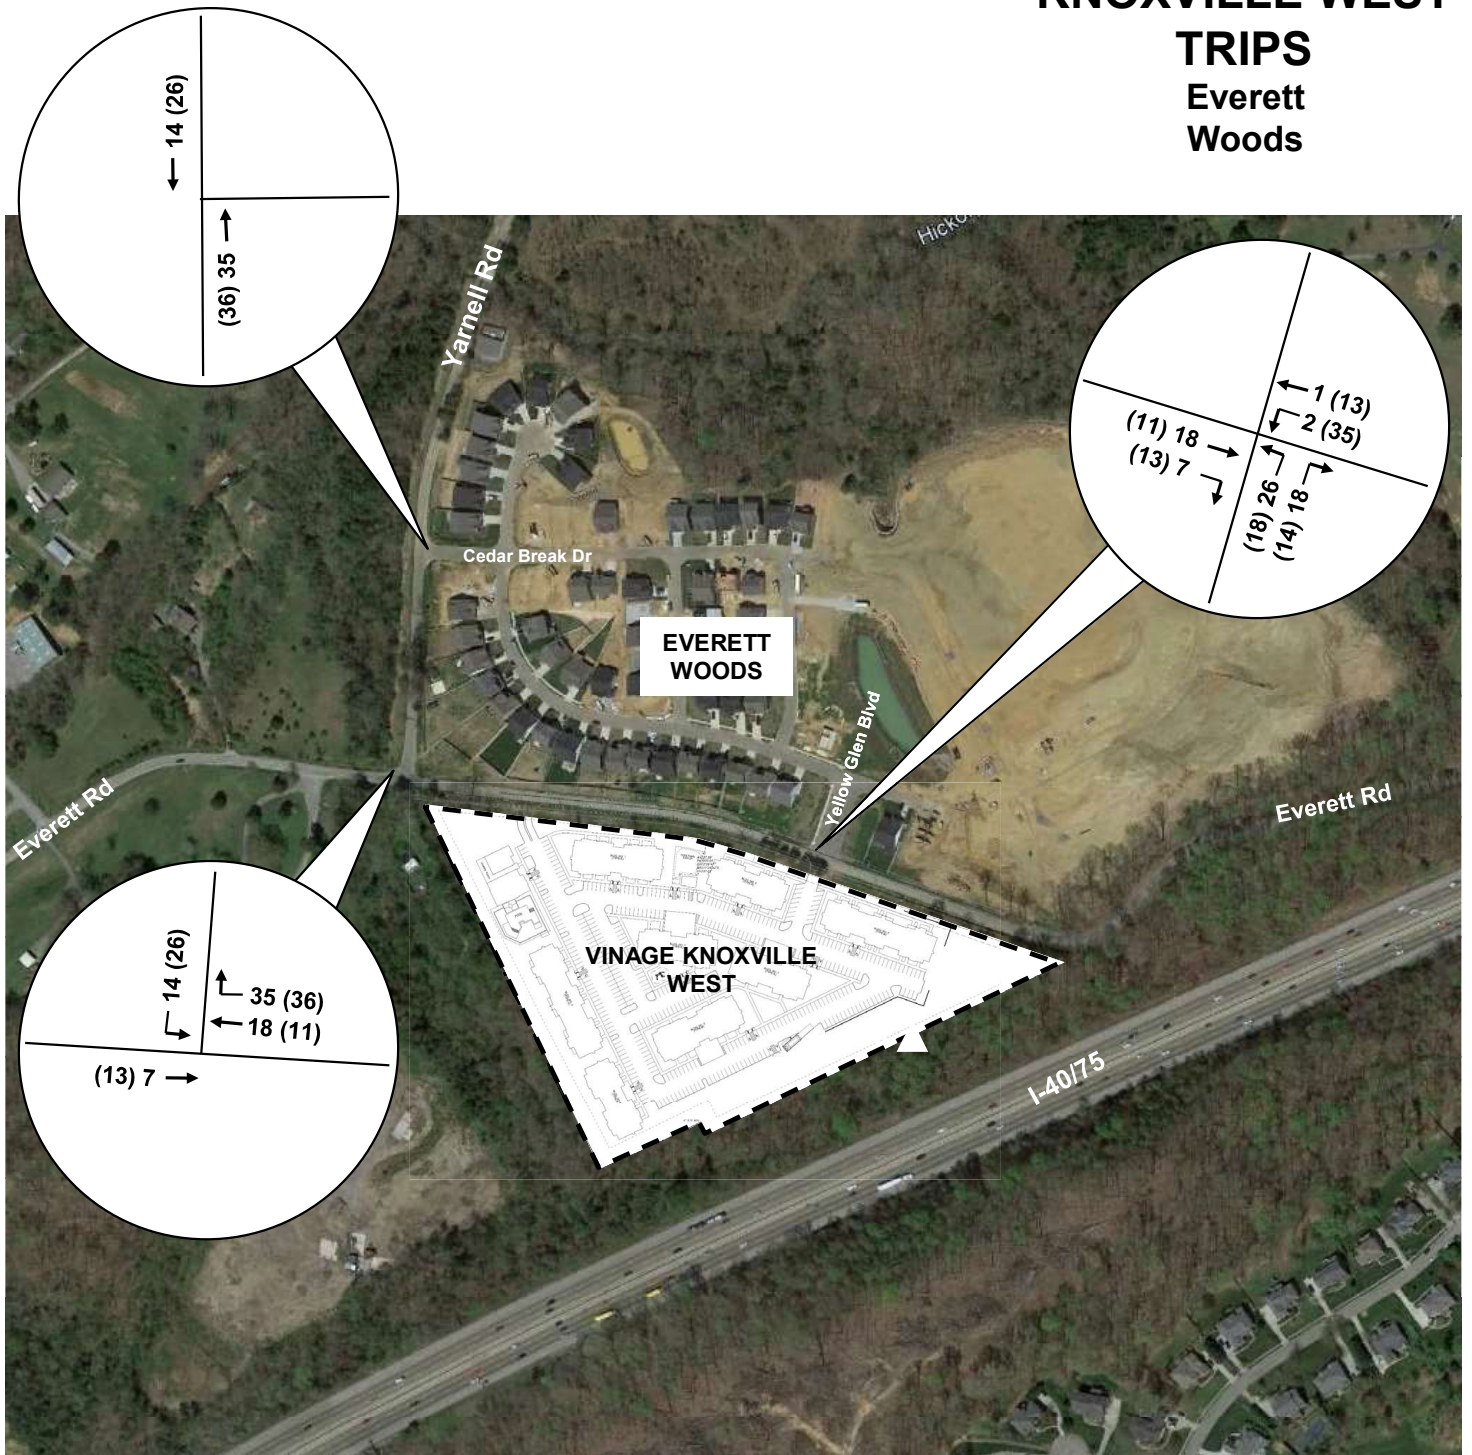 KNOXVILLE WEST
TRIPS
Everett
Woods
14 (26)
(36) 35
Yarnell Rd
1 (13)
2 (35)
(11) 18
(13) 7
(18) 26
(14) 18
Cedar Break Dr
EVERETT
WOODS
Yellow Glen Blvd
Everett Rd
Everett Rd
VINAGE KNOXVILLE
WEST
14 (26)
35 (36)
18 (11)
(13) 7
I-40/75